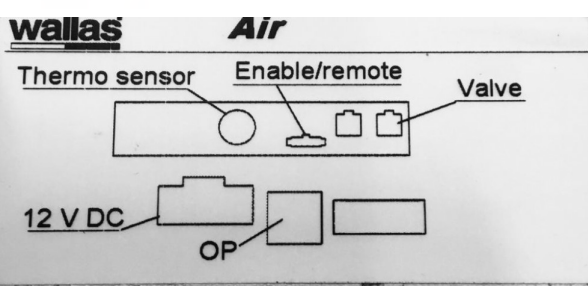 wallas Air
Thermo sensor
Enable/remote
Valve
12 V DC
OP